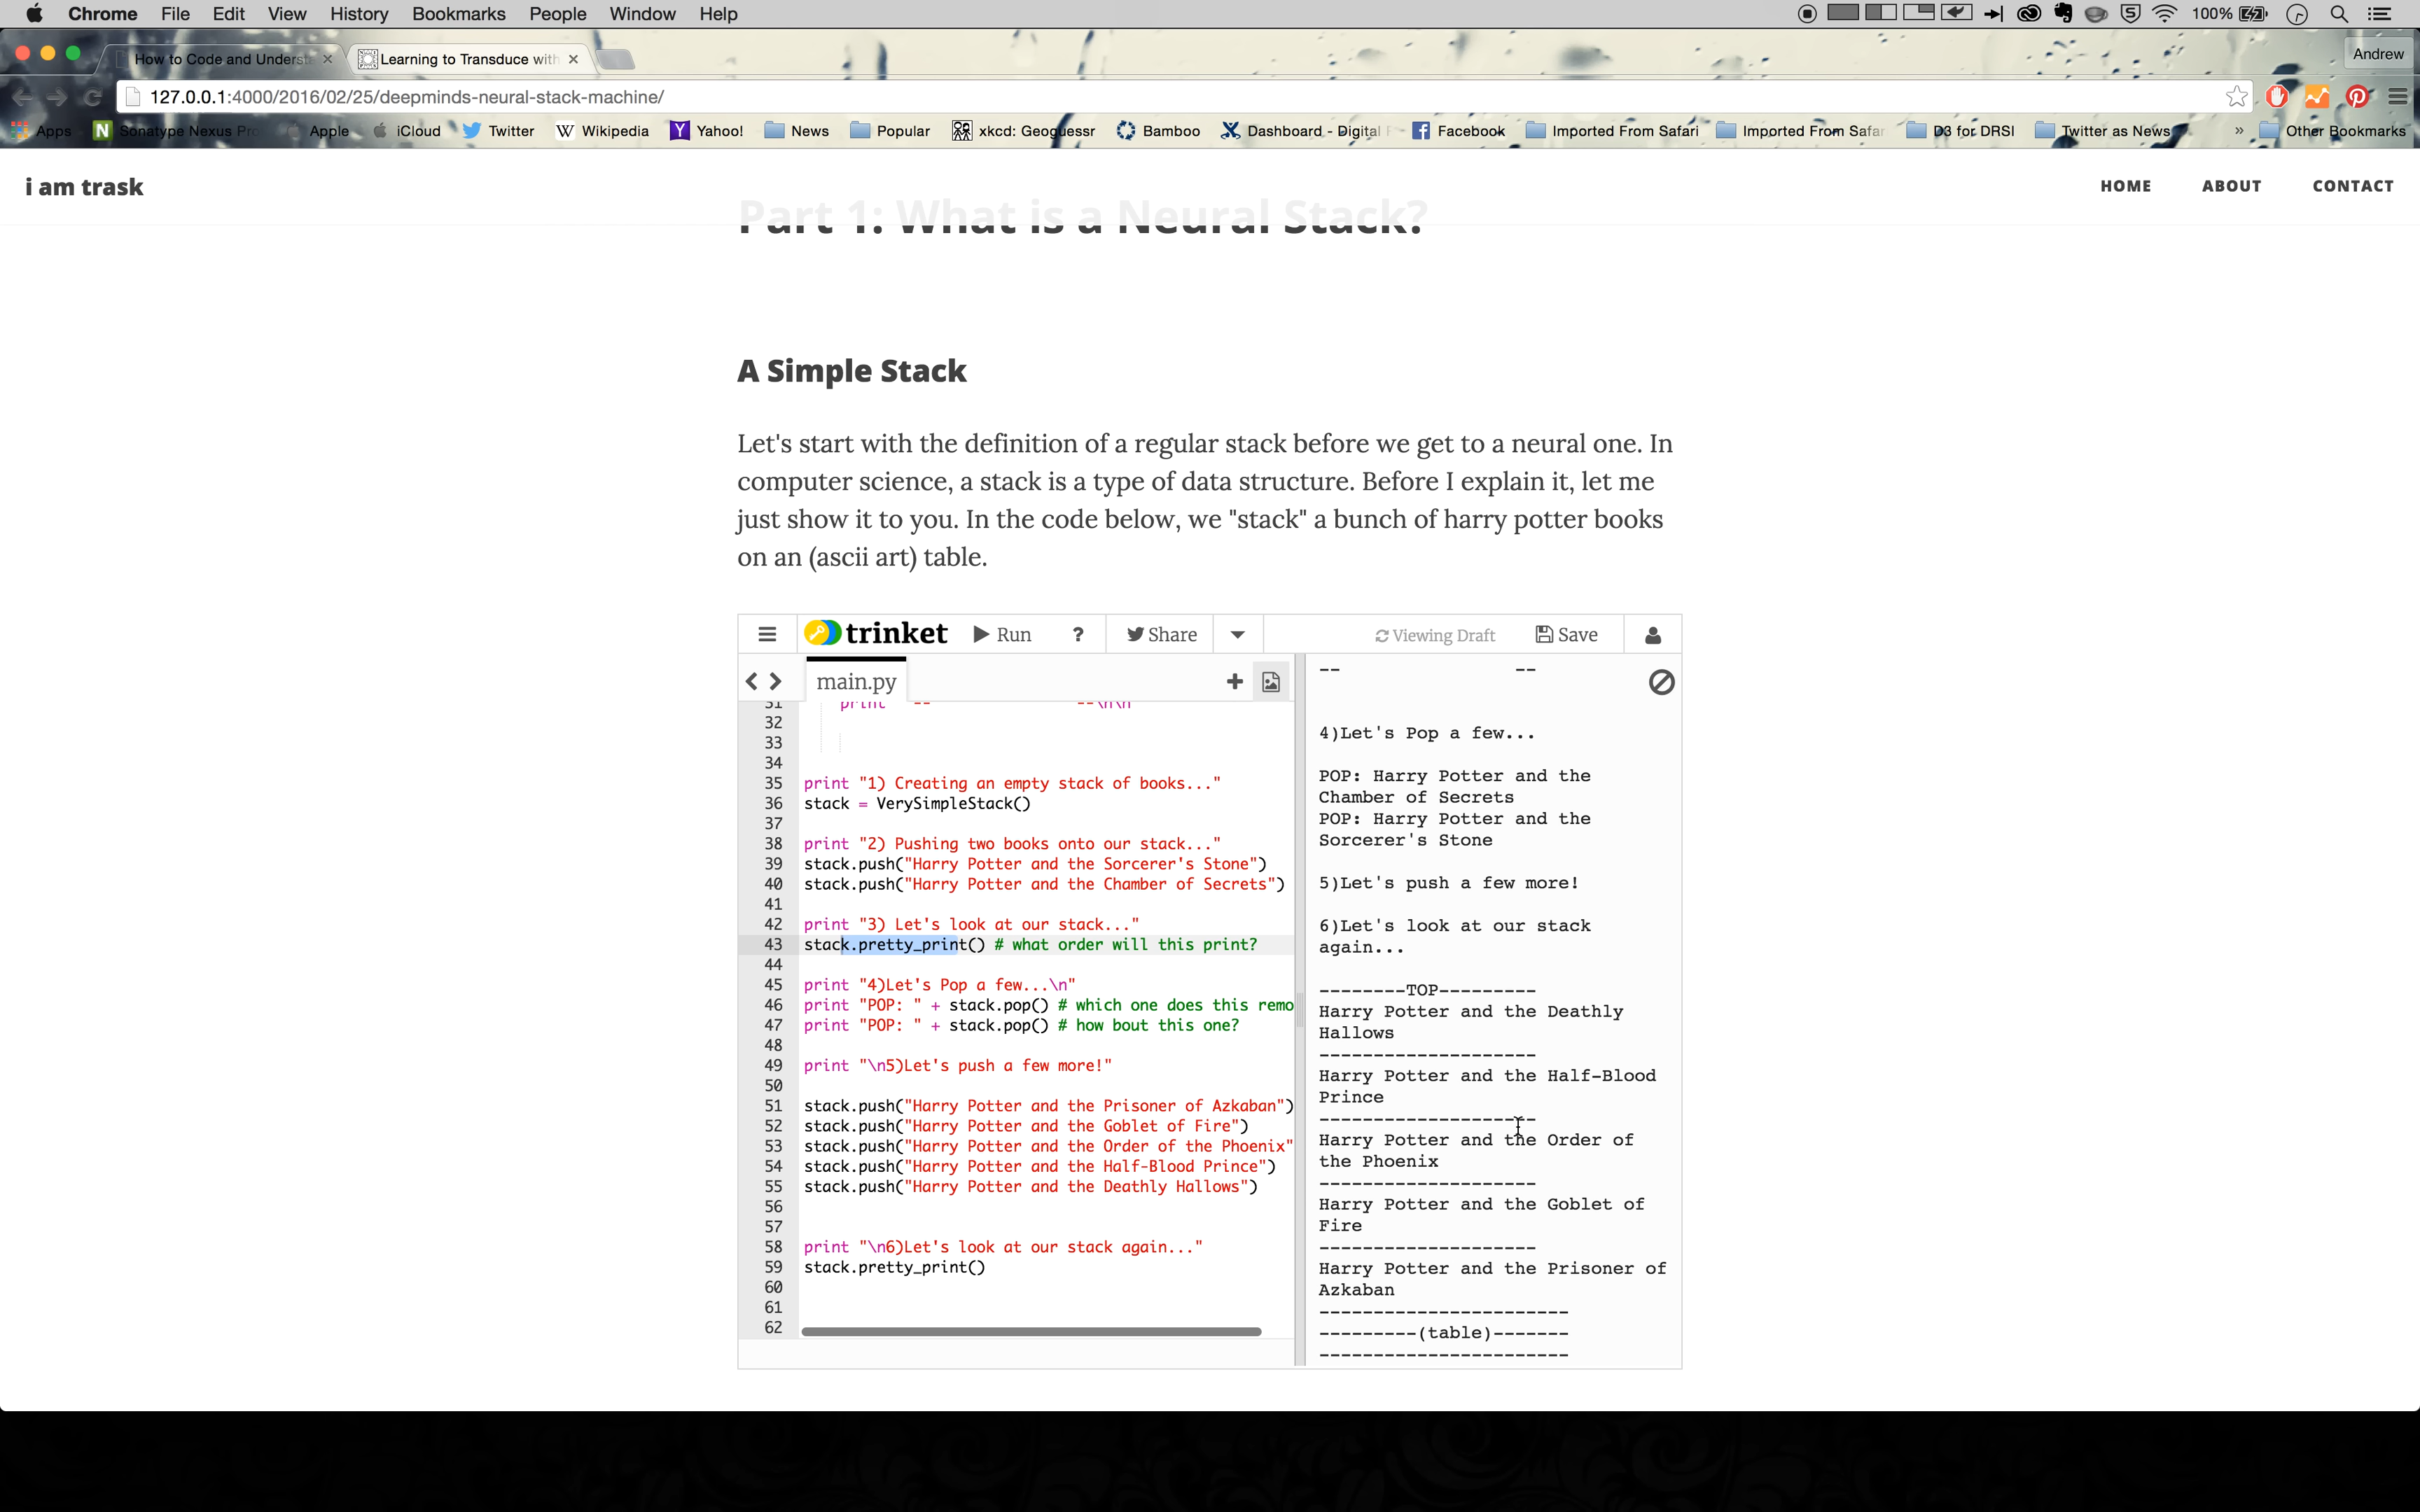 Chrome File Edit View History Bookmarks People Window Help 100%
How to Code and Underst Learning to Transduce with Andrew
127.0.0.1:4000/2016/02/25/deepminds-neural-stack-machine/
Apps Sonatype Nexus Pro Apple iCloud Twitter Wikipedia Yahoo! News Popular xkcd: Geoguessr Bamboo Dashboard - Digital F Facebook Imported From Safari Imported From Safar D3 for DRSI Twitter as News » Other Bookmarks
i am trask HOME ABOUT CONTACT
Part 1: What is a Neural Stack?
A Simple Stack
Let's start with the definition of a regular stack before we get to a neural one. In
computer science, a stack is a type of data structure. Before I explain it, let me
just show it to you. In the code below, we "stack" a bunch of harry potter books
on an (ascii art) table.
trinket Run ? Share Viewing Draft Save
main.py
31 print "-- --\n\n
32
33
34
35 print "1) Creating an empty stack of books..."
36 stack = VerySimpleStack()
37
38 print "2) Pushing two books onto our stack..."
39 stack.push("Harry Potter and the Sorcerer's Stone")
40 stack.push("Harry Potter and the Chamber of Secrets")
41
42 print "3) Let's look at our stack..."
43 stack.pretty_print() # what order will this print?
44
45 print "4)Let's Pop a few...\n"
46 print "POP: " + stack.pop() # which one does this remo
47 print "POP: " + stack.pop() # how bout this one?
48
49 print "\n5)Let's push a few more!"
50
51 stack.push("Harry Potter and the Prisoner of Azkaban")
52 stack.push("Harry Potter and the Goblet of Fire")
53 stack.push("Harry Potter and the Order of the Phoenix"
54 stack.push("Harry Potter and the Half-Blood Prince")
55 stack.push("Harry Potter and the Deathly Hallows")
56
57
58 print "\n6)Let's look at our stack again..."
59 stack.pretty_print()
60
61
62
-- --
4)Let's Pop a few...
POP: Harry Potter and the
Chamber of Secrets
POP: Harry Potter and the
Sorcerer's Stone
5)Let's push a few more!
6)Let's look at our stack
again...
--------TOP---------
Harry Potter and the Deathly
Hallows
--------------------
Harry Potter and the Half-Blood
Prince
--------------------
Harry Potter and the Order of
the Phoenix
--------------------
Harry Potter and the Goblet of
Fire
--------------------
Harry Potter and the Prisoner of
Azkaban
-----------------------
---------(table)-------
-----------------------